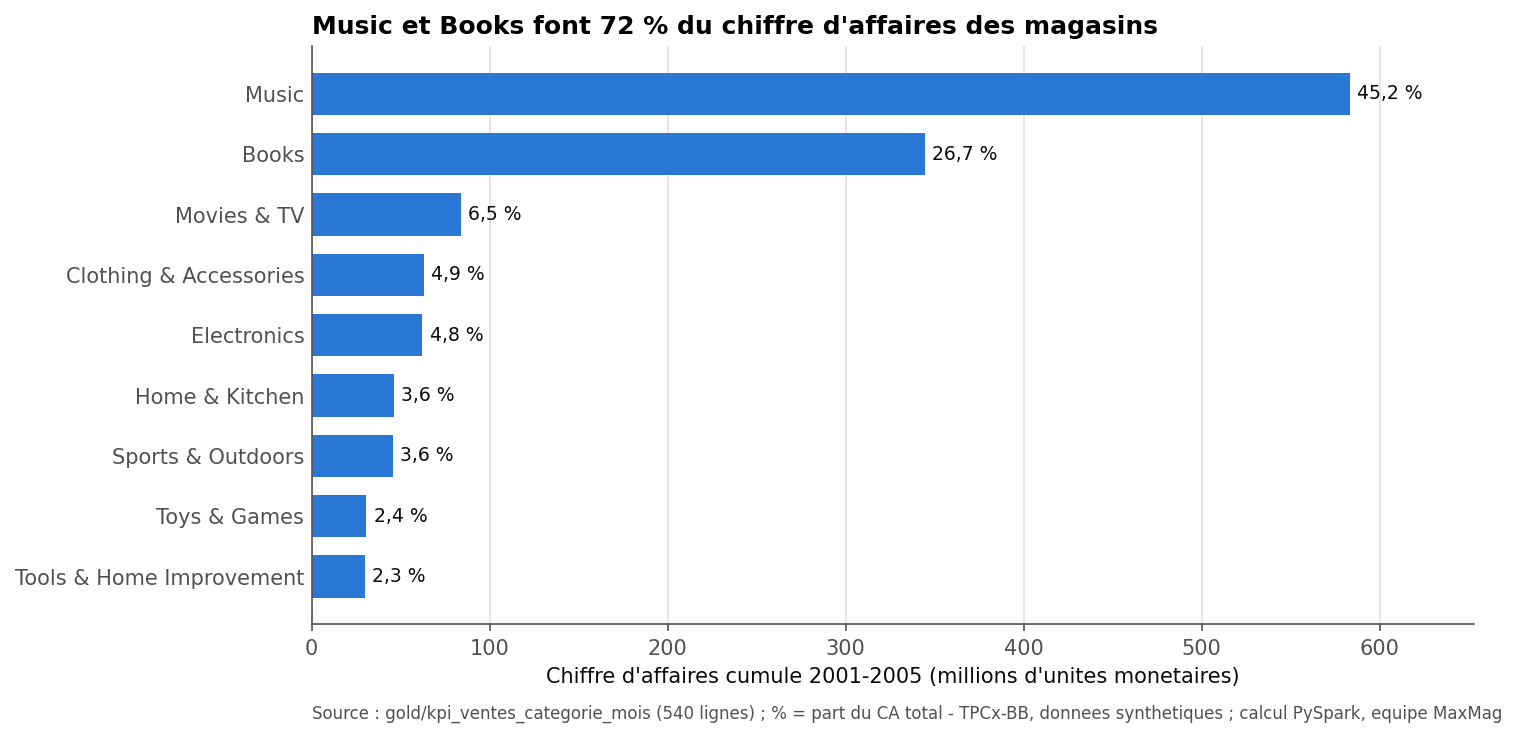 Music et Books font 72 % du chiffre d'affaires des magasins
Music
45,2 %
Books
26,7 %
Movies & TV
6,5 %
Clothing & Accessories
4,9 %
Electronics
4,8 %
Home & Kitchen
3,6 %
Sports & Outdoors
3,6 %
Toys & Games
2,4 %
Tools & Home Improvement
2,3 %
0 100 200 300 400 500 600
Chiffre d'affaires cumule 2001-2005 (millions d'unites monetaires)
Source : gold/kpi_ventes_categorie_mois (540 lignes) ; % = part du CA total - TPCx-BB, donnees synthetiques ; calcul PySpark, equipe MaxMag